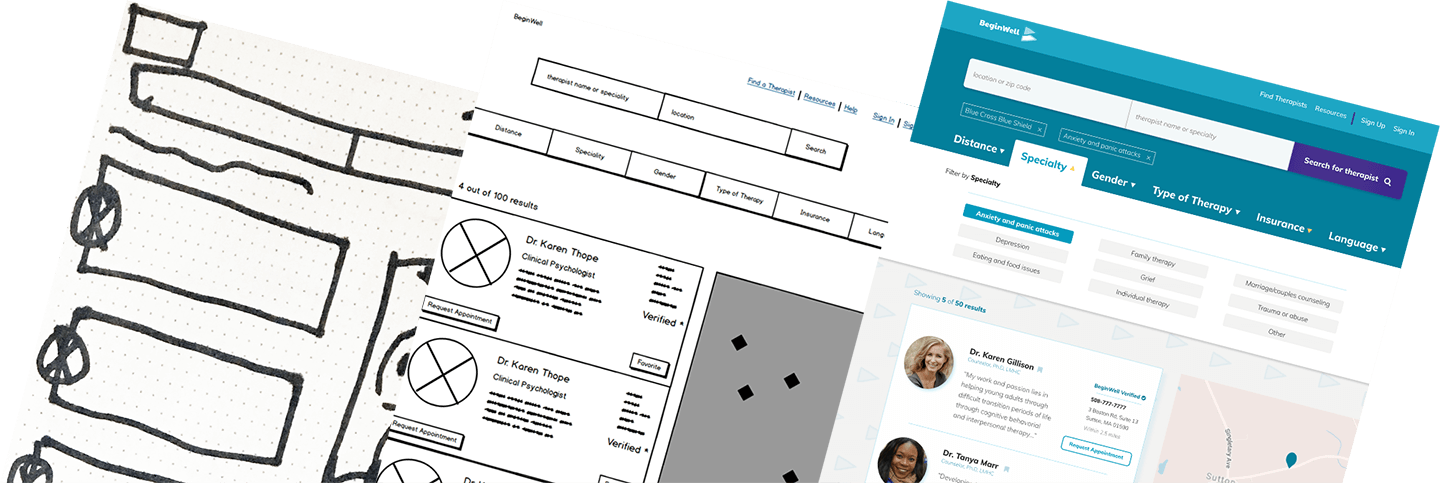 BeginWell
Find a Therapist | Resources | Help
Sign In |
therapist name or speciality
location
Search
Distance
Speciality
Gender
Type of Therapy
Insurance
4 out of 100 results
Dr. Karen Thope
Clinical Psychologist
Verified *
Request Appointment
Favorite
Dr. Karen Thope
Clinical Psychologist
Verified *
Request Appointment
BeginWell
Find Therapists
Resources
Sign Up
Sign In
location or zip code
therapist name or specialty
Search for therapist
Blue Cross Blue Shield ×
Anxiety and panic attacks ×
Distance ▾
Specialty
Gender ▾
Type of Therapy ▾
Insurance ▾
Language ▾
Filter by Specialty
Anxiety and panic attacks
Depression
Eating and food issues
Family therapy
Grief
Individual therapy
Marriage/couples counseling
Trauma or abuse
Other
Showing 5 of 50 results
Dr. Karen Gillison
Counselor, PhD, LMHC
"My work and passion lies in
helping young adults through
difficult transition periods of life
through cognitive behavioral
and interpersonal therapy..."
BeginWell Verified
508-777-7777
3 Boston Rd, Suite 13
Sutton, MA 01590
Within 2.5 miles
Request Appointment
Dr. Tanya Marr
Counselor, PhD, LMHC
Singletary Ave